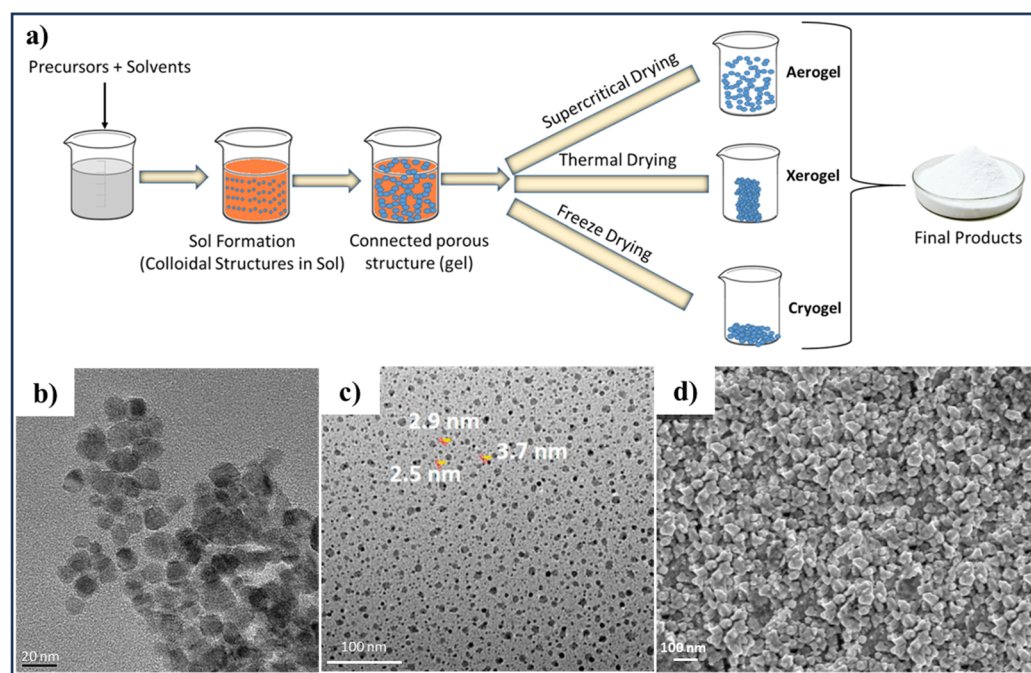 a)
Precursors + Solvents
Sol Formation
(Colloidal Structures in Sol)
Connected porous
structure (gel)
Supercritical Drying
Thermal Drying
Freeze Drying
Aerogel
Xerogel
Cryogel
Final Products
b)
20 nm
c)
2.9 nm
3.7 nm
2.5 nm
100 nm
d)
100 nm